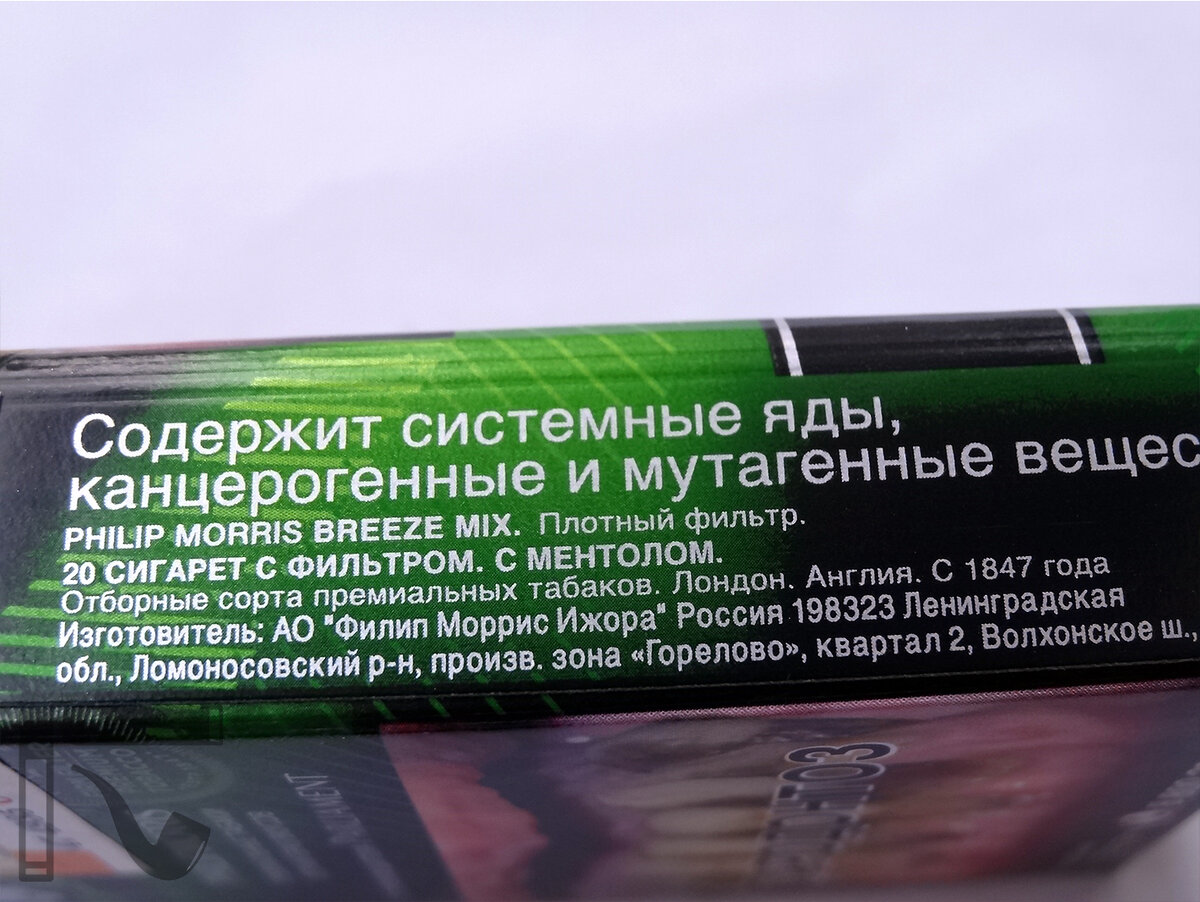 Содержит системные яды,
канцерогенные и мутагенные вещес
PHILIP MORRIS BREEZE MIX. Плотный фильтр.
20 СИГАРЕТ С ФИЛЬТРОМ. С МЕНТОЛОМ.
Отборные сорта премиальных табаков. Лондон. Англия. С 1847 года
Изготовитель: АО "Филип Моррис Ижора" Россия 198323 Ленинградская
обл., Ломоносовский р-н, произв. зона «Горелово», квартал 2, Волхонское ш.,